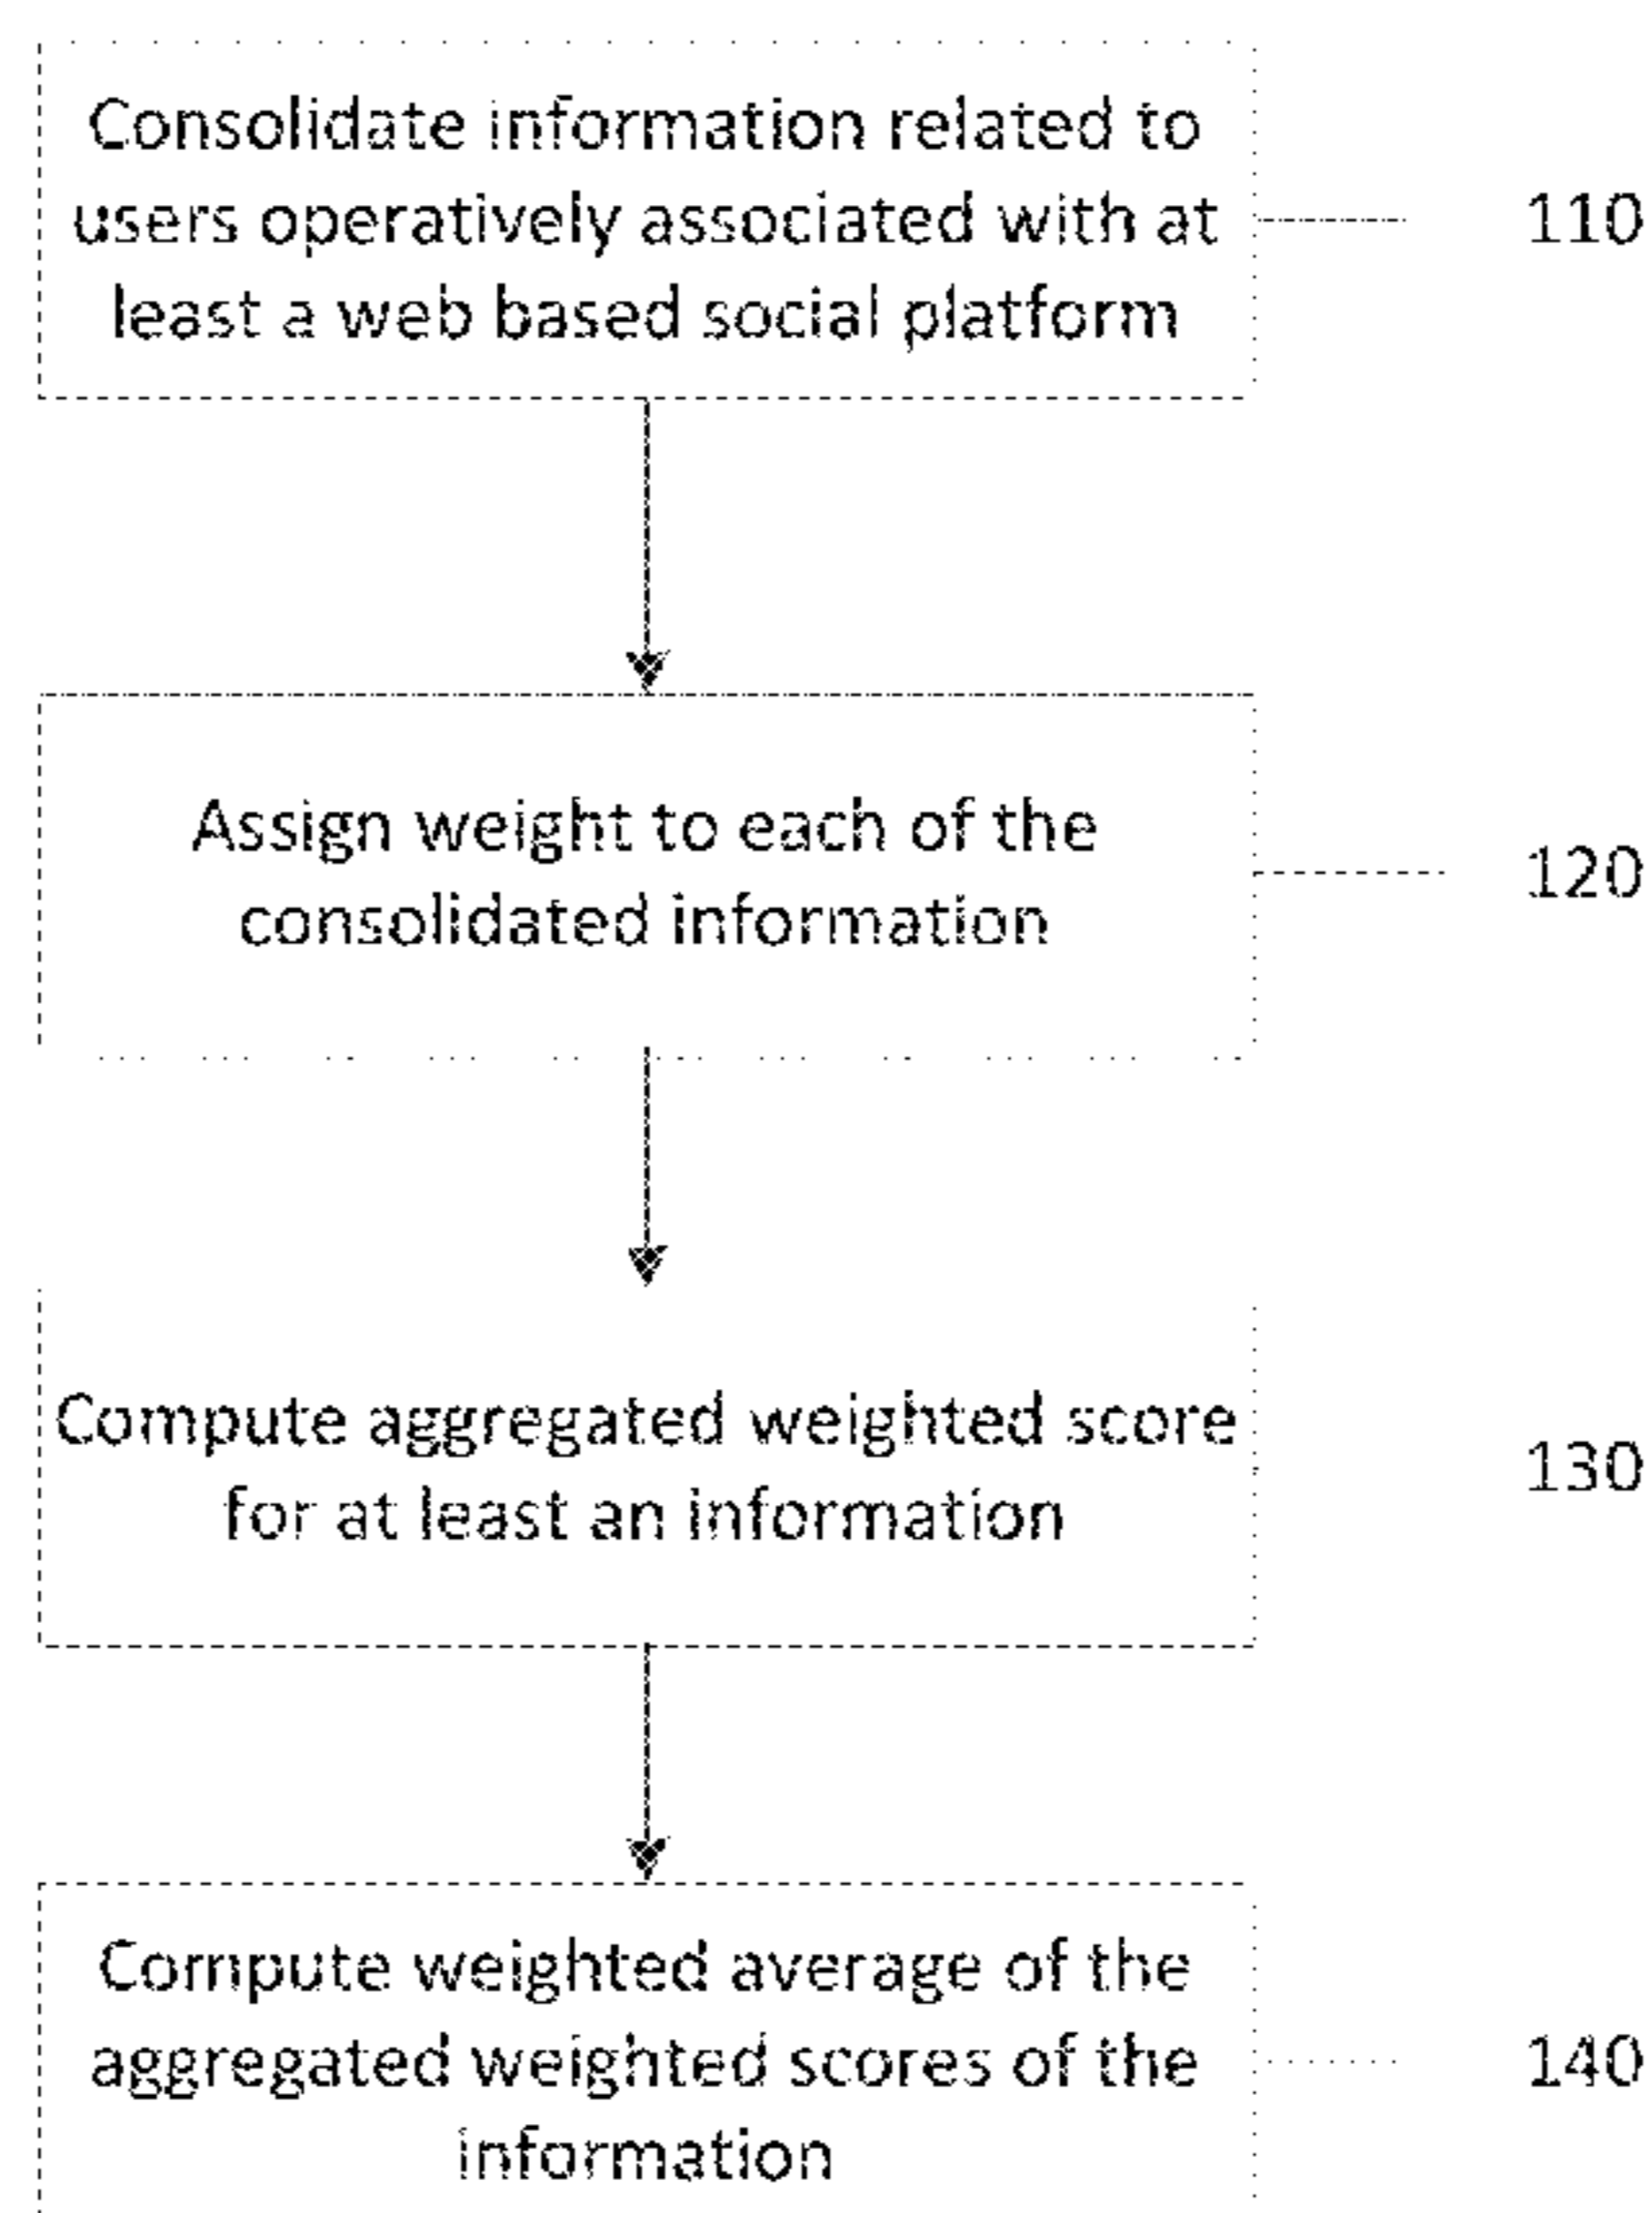 Consolidate information related to
users operatively associated with at
least a web based social platform
110
Assign weight to each of the
consolidated information
120
Compute aggregated weighted score
for at least an information
130
Compute weighted average of the
aggregated weighted scores of the
information
140